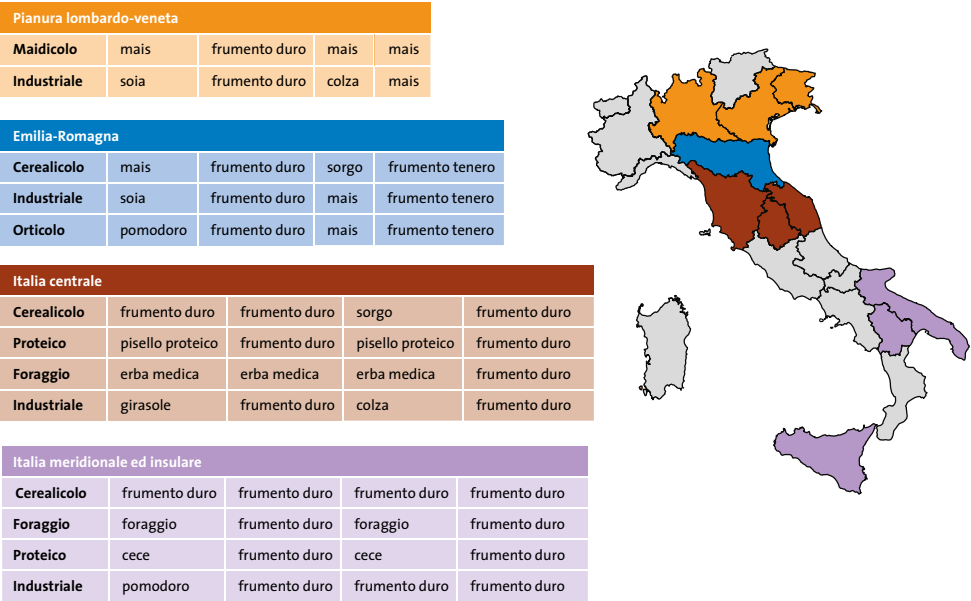 Pianura lombardo-veneta
Maidicolo mais frumento duro mais mais
Industriale soia frumento duro colza mais
Emilia-Romagna
Cerealicolo mais frumento duro sorgo frumento tenero
Industriale soia frumento duro mais frumento tenero
Orticolo pomodoro frumento duro mais frumento tenero
Italia centrale
Cerealicolo frumento duro frumento duro sorgo frumento duro
Proteico pisello proteico frumento duro pisello proteico frumento duro
Foraggio erba medica erba medica erba medica frumento duro
Industriale girasole frumento duro colza frumento duro
Italia meridionale ed insulare
Cerealicolo frumento duro frumento duro frumento duro frumento duro
Foraggio foraggio frumento duro foraggio frumento duro
Proteico cece frumento duro cece frumento duro
Industriale pomodoro frumento duro frumento duro frumento duro